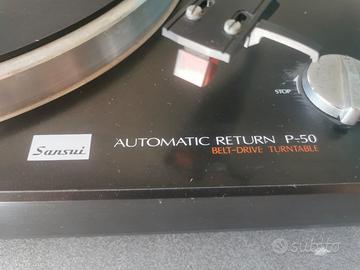 STOP
Sansui
AUTOMATIC RETURN P-50
BELT-DRIVE TURNTABLE
subito